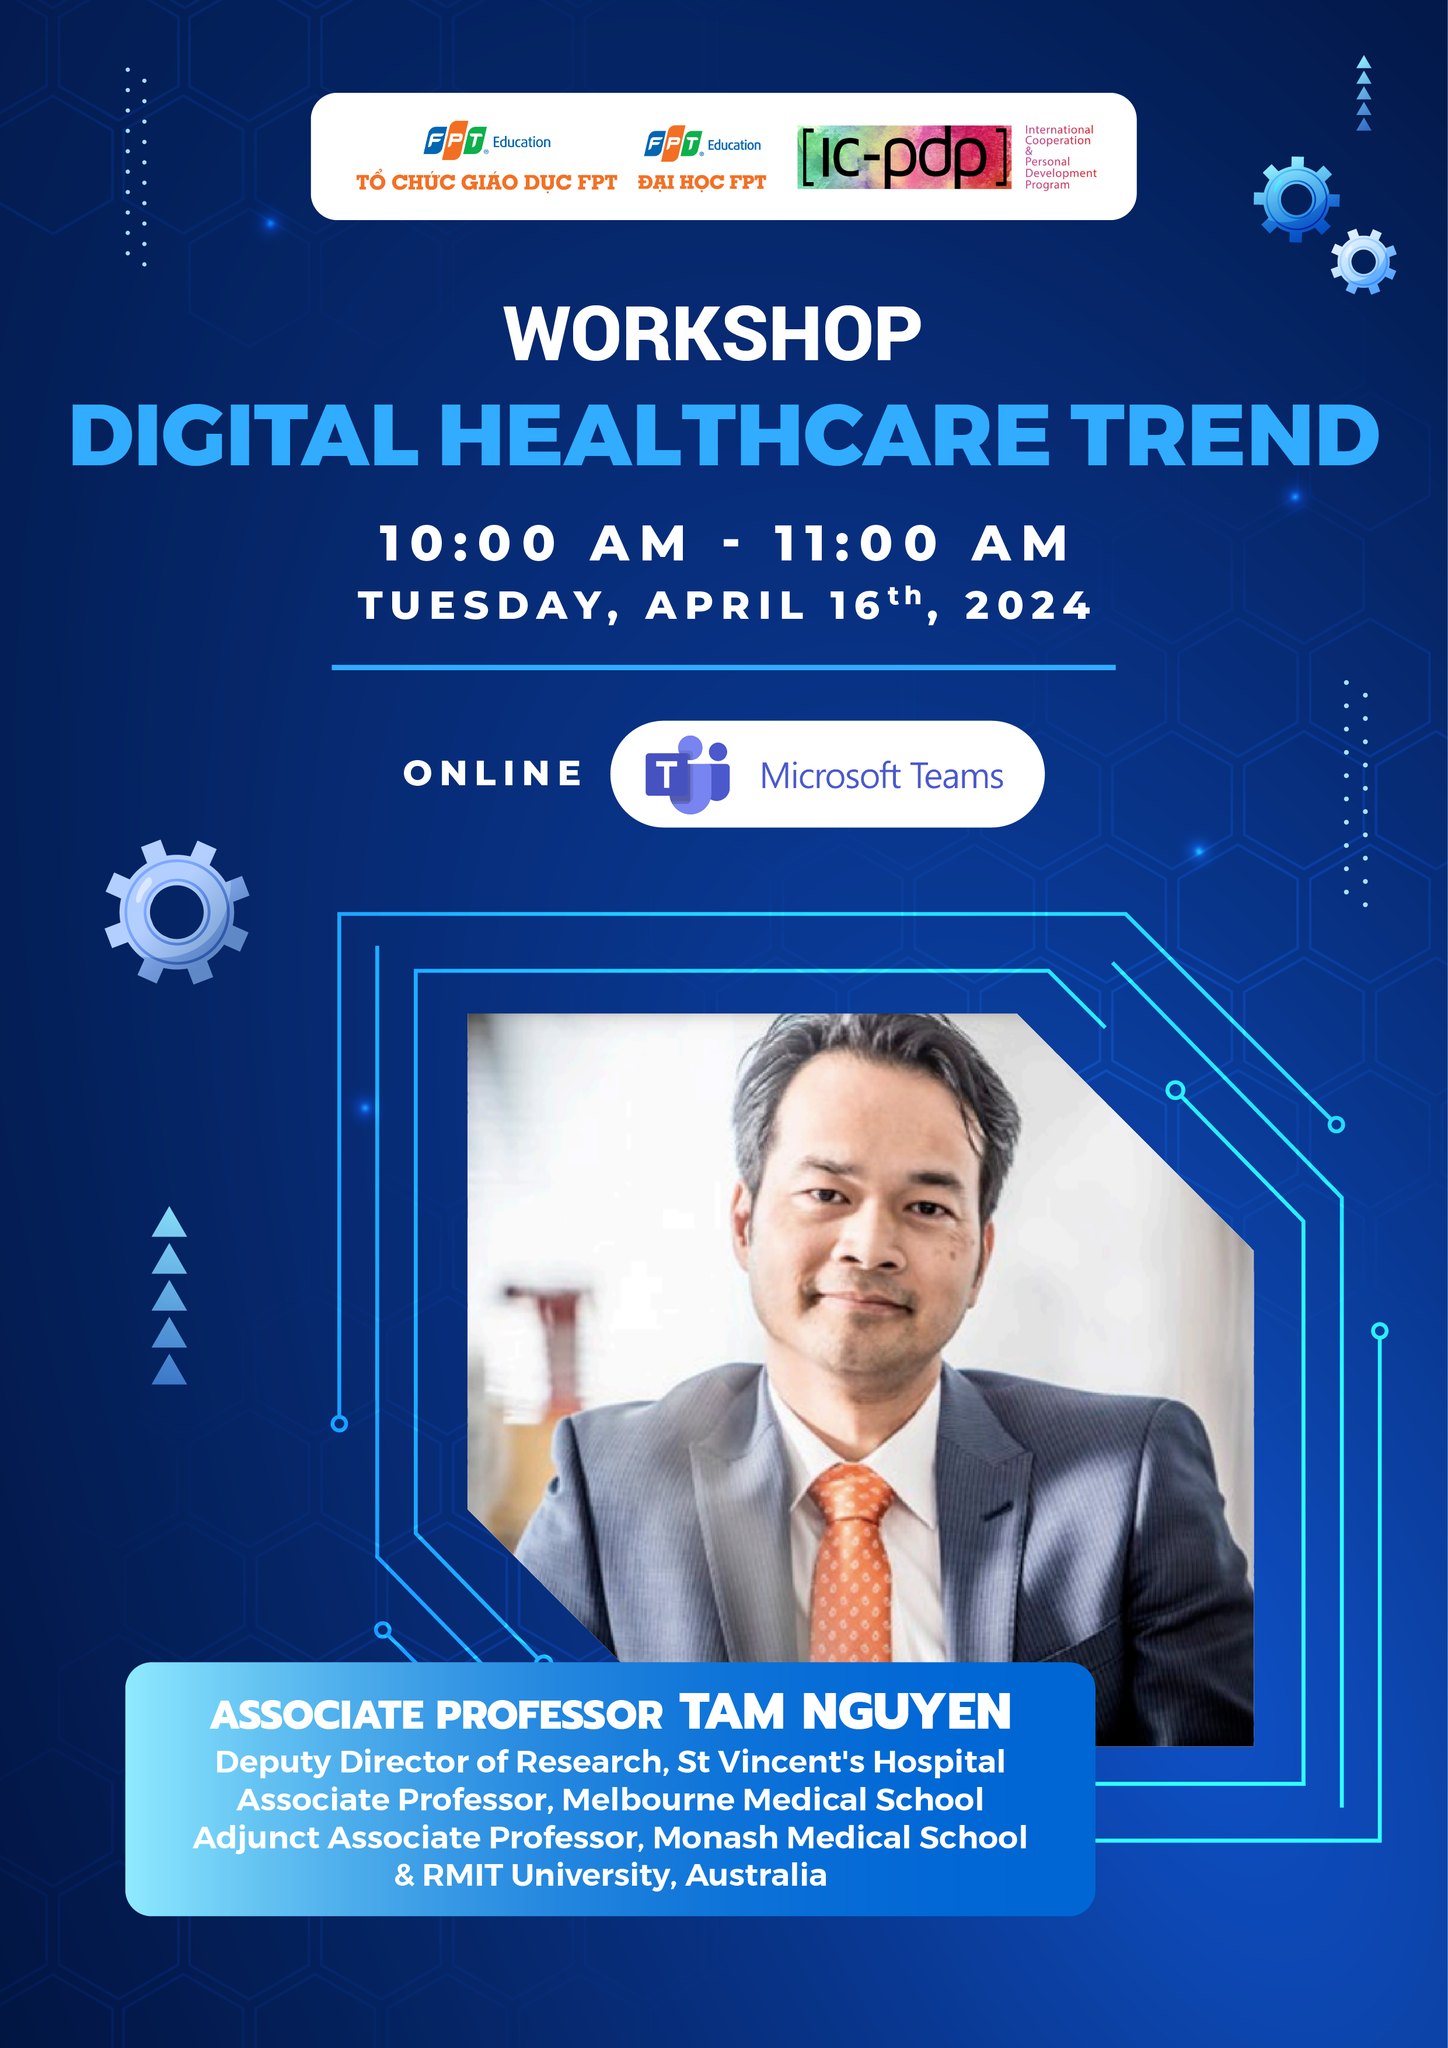 FPT Education
TỔ CHỨC GIÁO DỤC FPT
FPT Education
ĐẠI HỌC FPT
[ic-pdp]
International
Cooperation
&
Personal
Development
Program
WORKSHOP
DIGITAL HEALTHCARE TREND
10:00 AM - 11:00 AM
TUESDAY, APRIL 16th, 2024
ONLINE
T Microsoft Teams
ASSOCIATE PROFESSOR TAM NGUYEN
Deputy Director of Research, St Vincent's Hospital
Associate Professor, Melbourne Medical School
Adjunct Associate Professor, Monash Medical School
& RMIT University, Australia